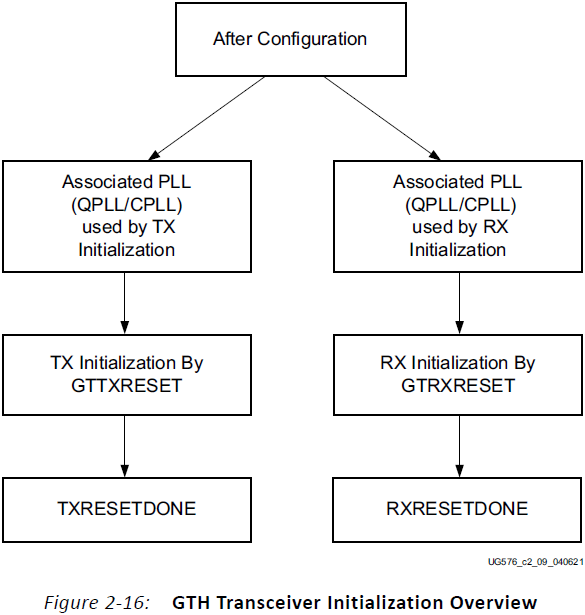 After Configuration
Associated PLL
(QPLL/CPLL)
used by TX
Initialization
Associated PLL
(QPLL/CPLL)
used by RX
Initialization
TX Initialization By
GTTXRESET
RX Initialization By
GTRXRESET
TXRESETDONE
RXRESETDONE
UG576_c2_09_040621
Figure 2-16: GTH Transceiver Initialization Overview